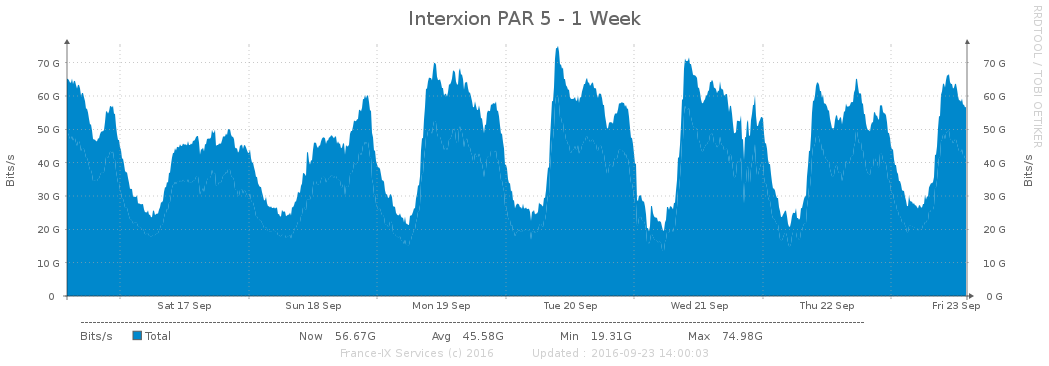 Interxion PAR 5 - 1 Week
RRDTOOL / TOBI OETIKER
Bits/s
70 G 70 G
60 G 60 G
50 G 50 G
40 G 40 G
30 G 30 G
20 G 20 G
10 G 10 G
0 0 G
Bits/s
Sat 17 Sep Sun 18 Sep Mon 19 Sep Tue 20 Sep Wed 21 Sep Thu 22 Sep Fri 23 Sep
Bits/s Total Now 56.67G Avg 45.58G Min 19.31G Max 74.98G
France-IX Services (c) 2016 Updated : 2016-09-23 14:00:03